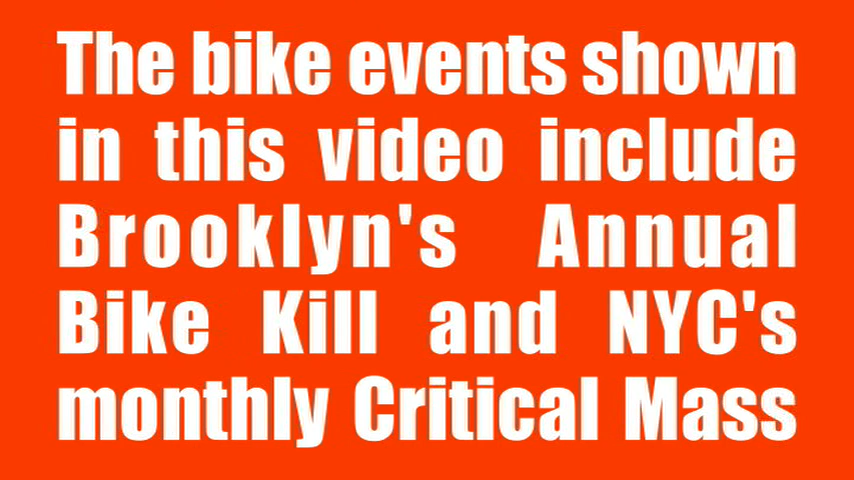 The bike events shown
in this video include
Brooklyn's Annual
Bike Kill and NYC's
monthly Critical Mass